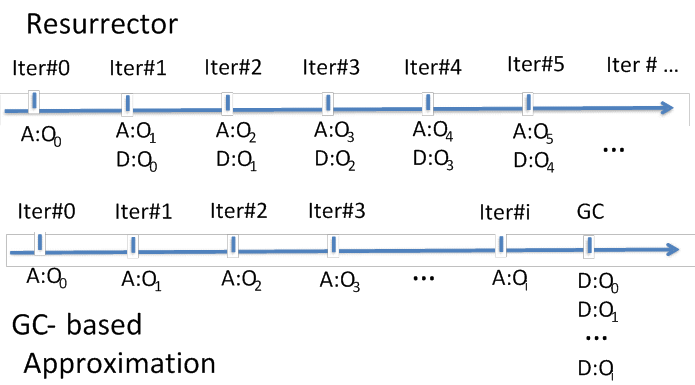 Resurrector
Iter#0 Iter#1 Iter#2 Iter#3 Iter#4 Iter#5 Iter # ...
A:O₀ A:O₁ A:O₂ A:O₃ A:O₄ A:O₅
D:O₀ D:O₁ D:O₂ D:O₃ D:O₄ ...
Iter#0 Iter#1 Iter#2 Iter#3 Iter#i GC
A:O₀ A:O₁ A:O₂ A:O₃ ... A:Oᵢ D:O₀
D:O₁
...
D:Oᵢ
GC- based
Approximation